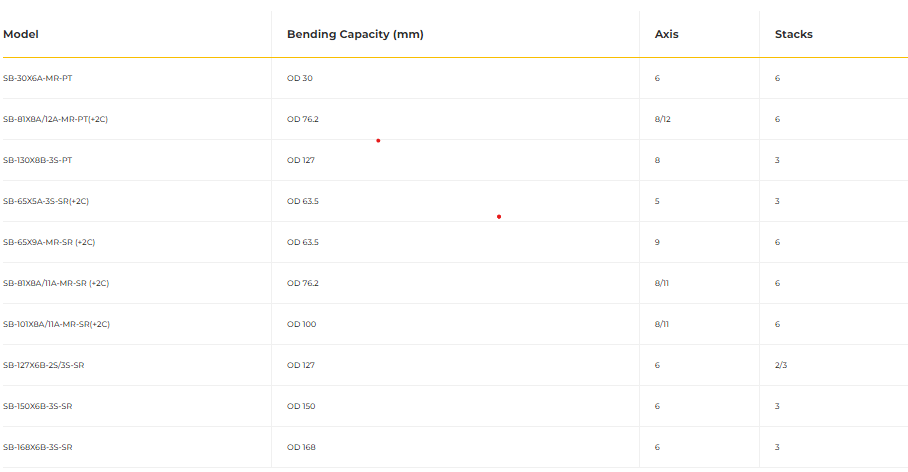 Model Bending Capacity (mm) Axis Stacks
SB-30X6A-MR-PT OD 30 6 6
SB-81X8A/12A-MR-PT(+2C) OD 76.2 8/12 6
SB-130X8B-3S-PT OD 127 8 3
SB-65X5A-3S-SR(+2C) OD 63.5 5 3
SB-65X9A-MR-SR (+2C) OD 63.5 9 6
SB-81X8A/11A-MR-SR (+2C) OD 76.2 8/11 6
SB-101X8A/11A-MR-SR(+2C) OD 100 8/11 6
SB-127X6B-2S/3S-SR OD 127 6 2/3
SB-150X6B-3S-SR OD 150 6 3
SB-168X6B-3S-SR OD 168 6 3